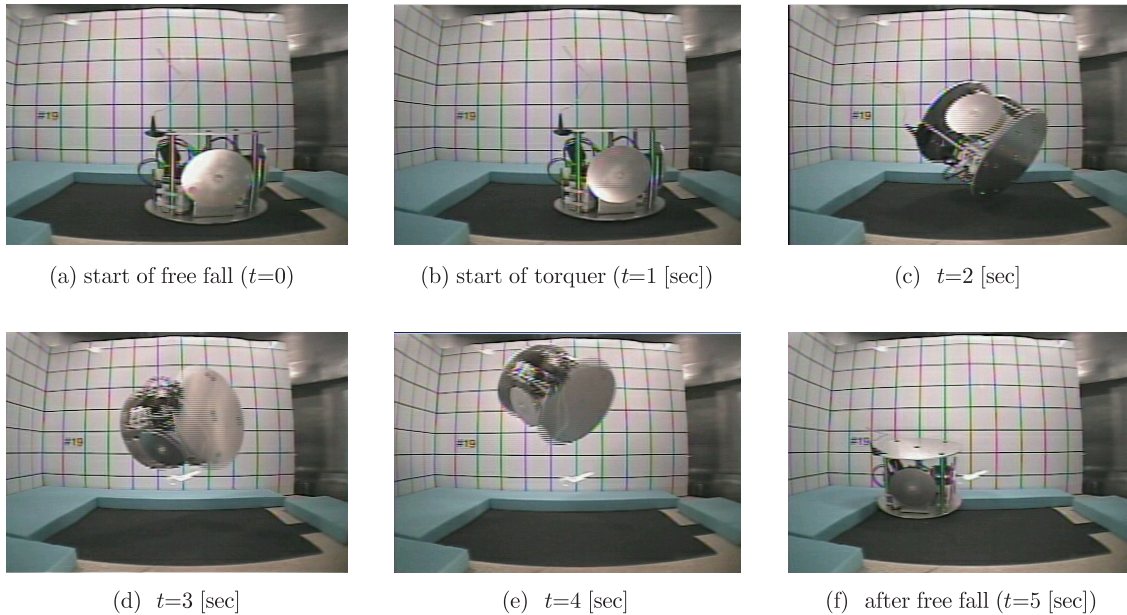 #19
#19
(a) start of free fall (t=0)
(b) start of torquer (t=1 [sec])
(c) t=2 [sec]
#19
#19
#19
(d) t=3 [sec]
(e) t=4 [sec]
(f) after free fall (t=5 [sec])